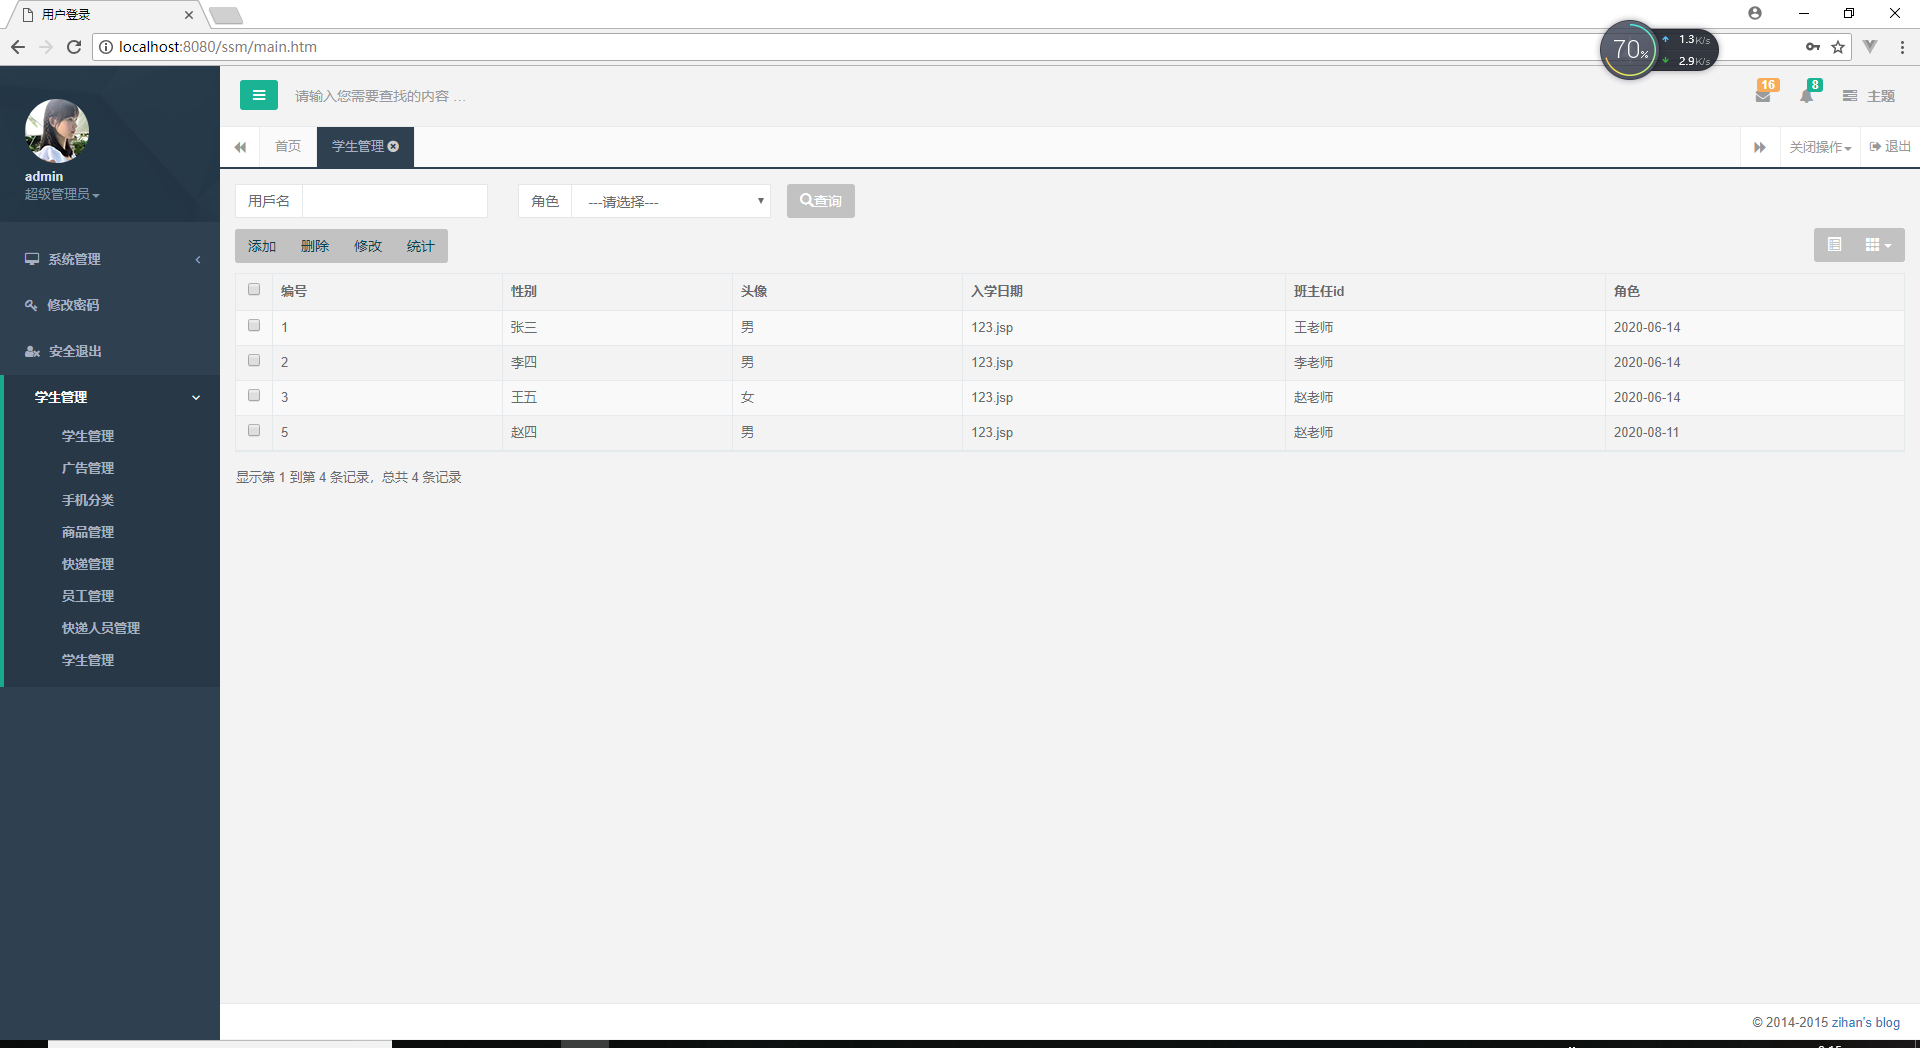 用户登录
localhost:8080/ssm/main.htm
70%
1.3K/s
2.9K/s
admin
超级管理员
请输入您需要查找的内容 …
16
8
主题
首页
学生管理
关闭操作
退出
系统管理
修改密码
安全退出
学生管理
学生管理
广告管理
手机分类
商品管理
快递管理
员工管理
快递人员管理
学生管理
用戶名
角色 ---请选择---
查询
添加 删除 修改 统计
编号 性别 头像 入学日期 班主任id 角色
1 张三 男 123.jsp 王老师 2020-06-14
2 李四 男 123.jsp 李老师 2020-06-14
3 王五 女 123.jsp 赵老师 2020-06-14
5 赵四 男 123.jsp 赵老师 2020-08-11
显示第 1 到第 4 条记录，总共 4 条记录
© 2014-2015 zihan's blog